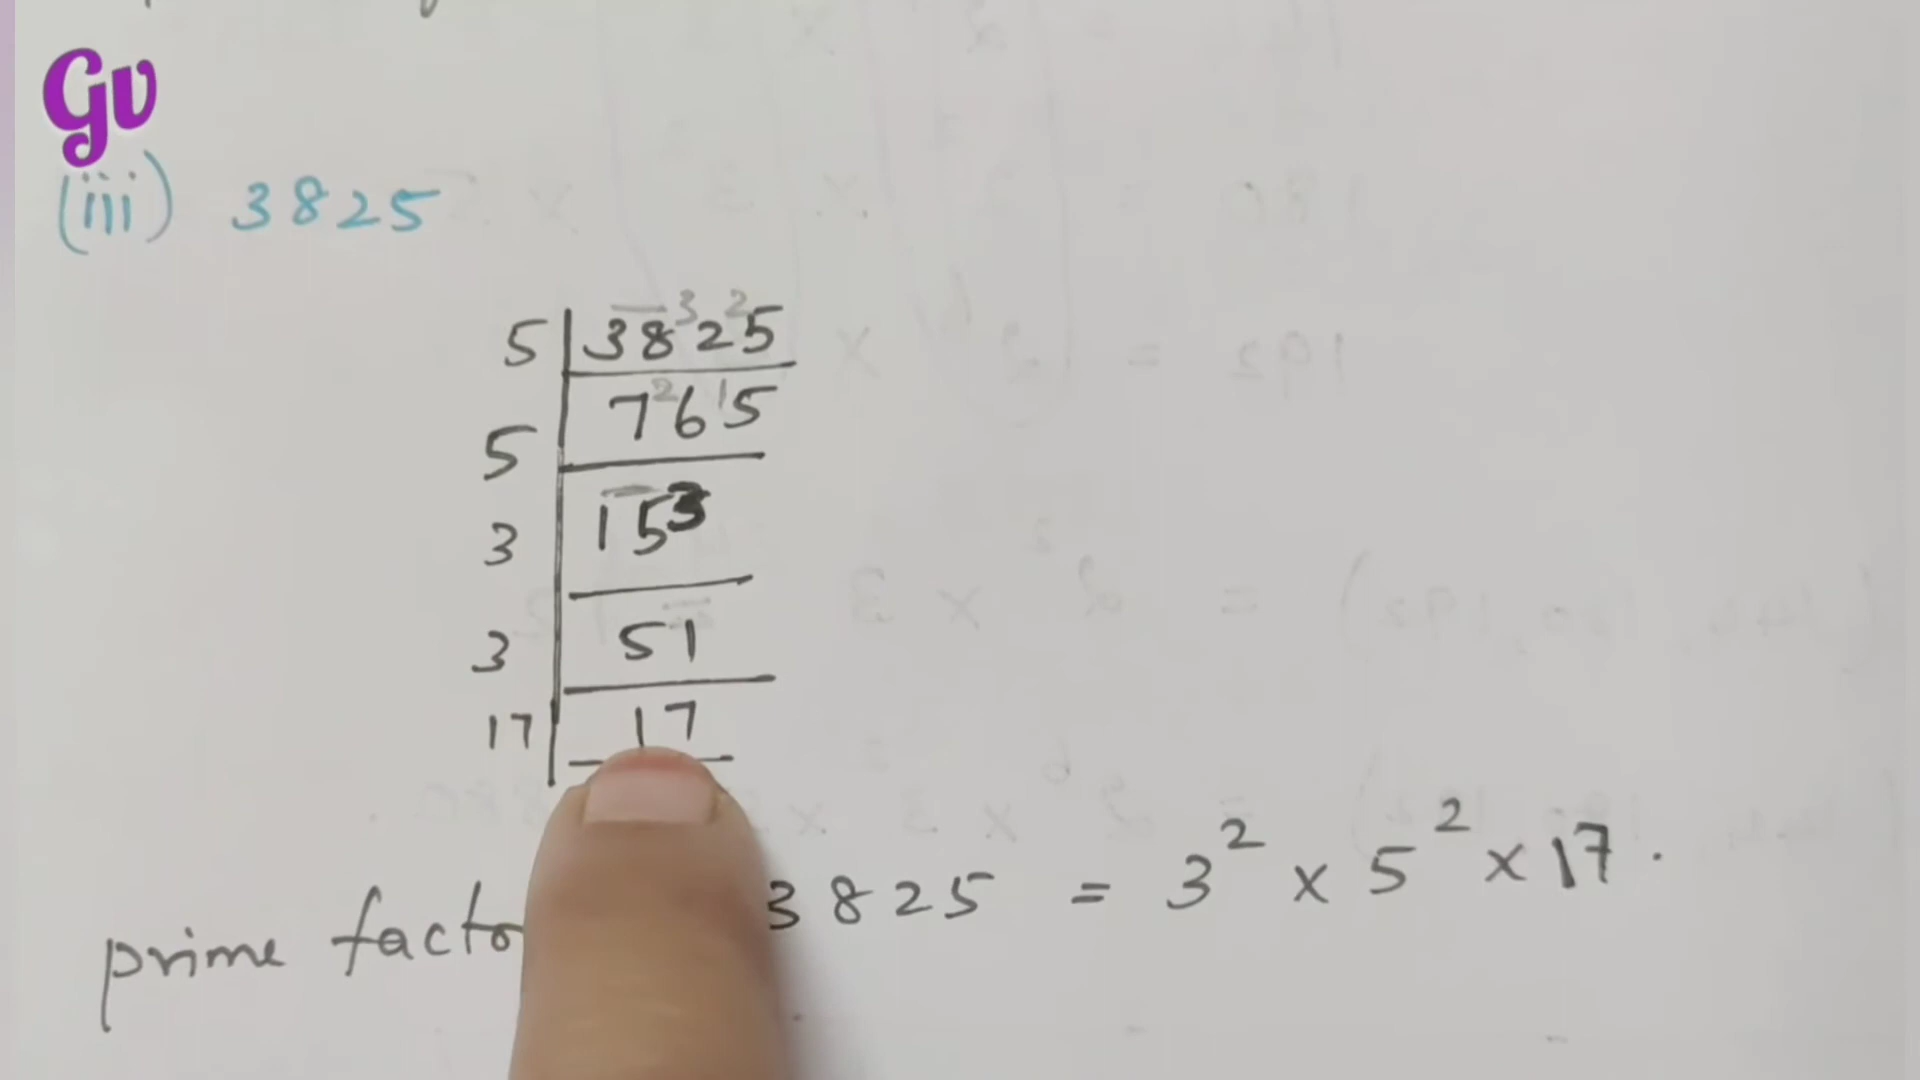 Gv
(iii) 3825
5 | 3825
5 | 765
3 | 153
3 | 51
17 | 17
prime facto 3825 = 3² × 5² × 17.